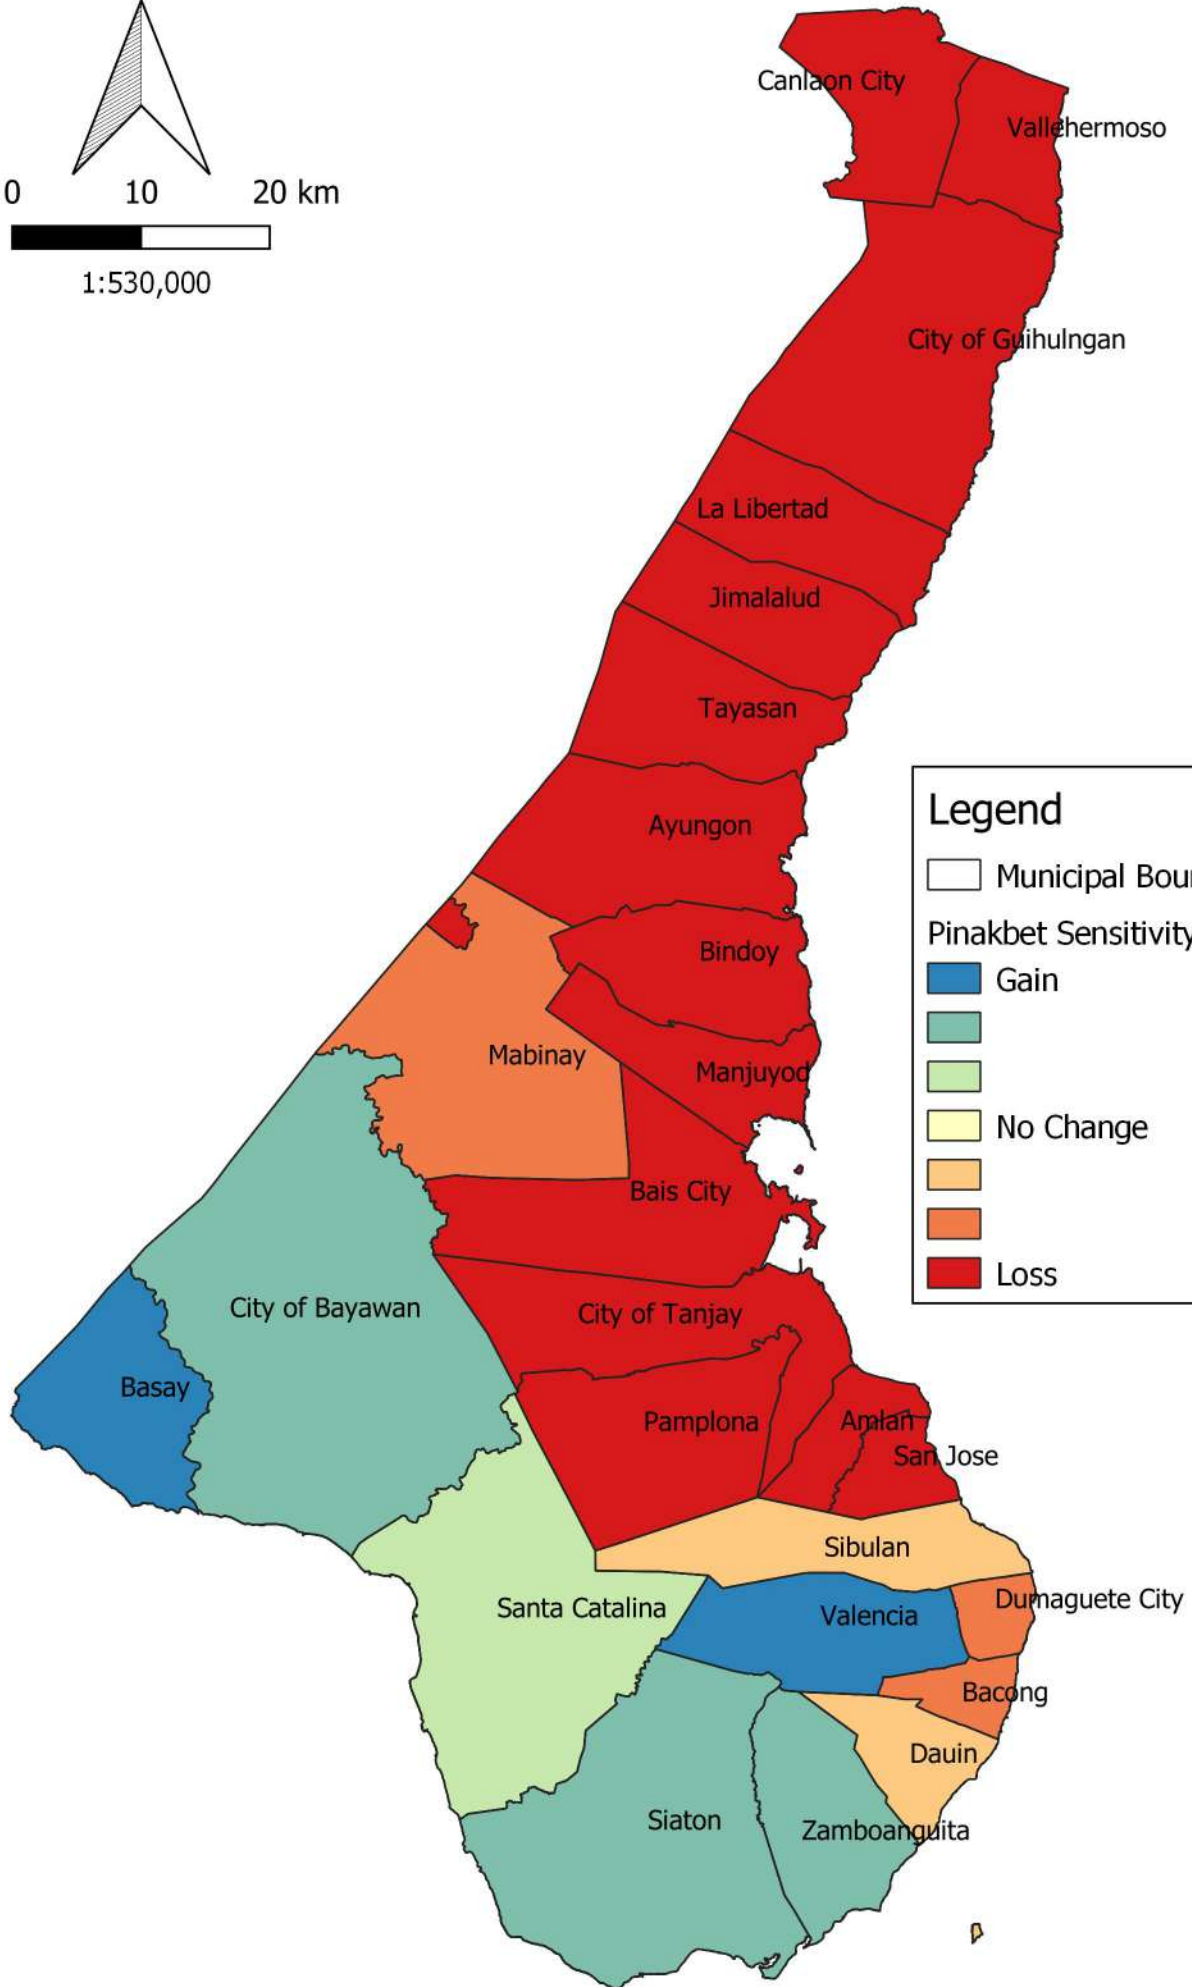 0 10 20 km
1:530,000
Canlaon City
Vallehermoso
City of Guihulngan
La Libertad
Jimalalud
Tayasan
Ayungon
Bindoy
Mabinay
Manjuyod
Bais City
City of Bayawan
City of Tanjay
Basay
Pamplona
Amlan
San Jose
Sibulan
Santa Catalina
Valencia
Dumaguete City
Bacong
Dauin
Siaton
Zamboanguita
Legend
Municipal Bour
Pinakbet Sensitivity
Gain
No Change
Loss